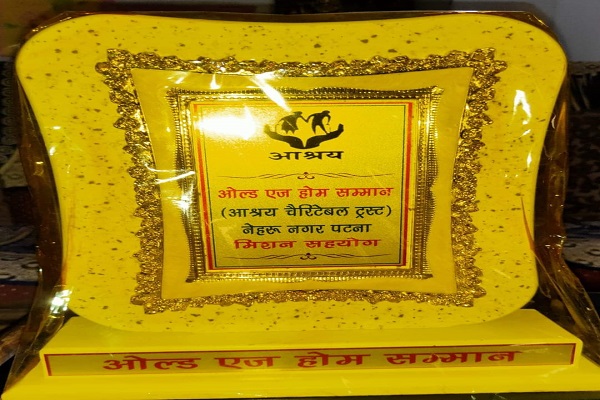 आश्रय
ओल्ड एज होम सम्मान
(आश्रय चैरिटेबल ट्रस्ट)
नेहरू नगर पटना
मिशन सहयोग
ओल्ड एज होम सम्मान